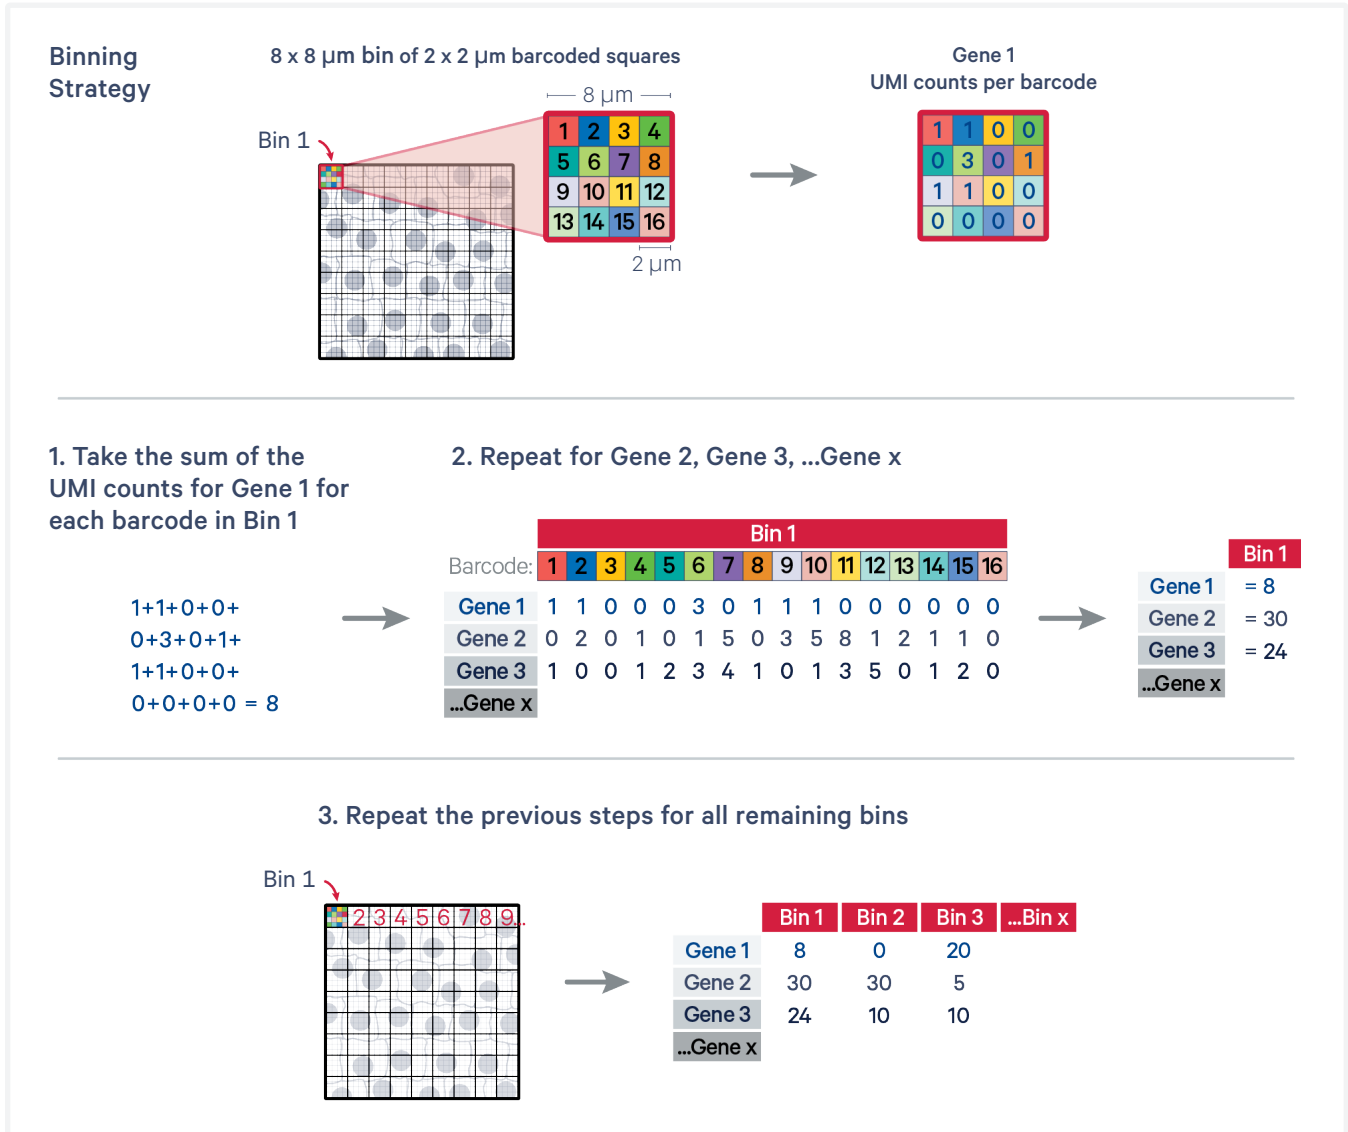 Binning
Strategy
8 x 8 µm bin of 2 x 2 µm barcoded squares
Gene 1
UMI counts per barcode
8 µm
Bin 1
1 2 3 4
5 6 7 8
9 10 11 12
13 14 15 16
2 µm
1 1 0 0
0 3 0 1
1 1 0 0
0 0 0 0
1. Take the sum of the
UMI counts for Gene 1 for
each barcode in Bin 1
1+1+0+0+
0+3+0+1+
1+1+0+0+
0+0+0+0 = 8
2. Repeat for Gene 2, Gene 3, ...Gene x
Bin 1
Barcode: 1 2 3 4 5 6 7 8 9 10 11 12 13 14 15 16
Gene 1 1 1 0 0 0 3 0 1 1 1 0 0 0 0 0 0
Gene 2 0 2 0 1 0 1 5 0 3 5 8 1 2 1 1 0
Gene 3 1 0 0 1 2 3 4 1 0 1 3 5 0 1 2 0
...Gene x
Bin 1
Gene 1 = 8
Gene 2 = 30
Gene 3 = 24
...Gene x
3. Repeat the previous steps for all remaining bins
Bin 1
2 3 4 5 6 7 8 9...
Bin 1 Bin 2 Bin 3 ...Bin x
Gene 1 8 0 20
Gene 2 30 30 5
Gene 3 24 10 10
...Gene x